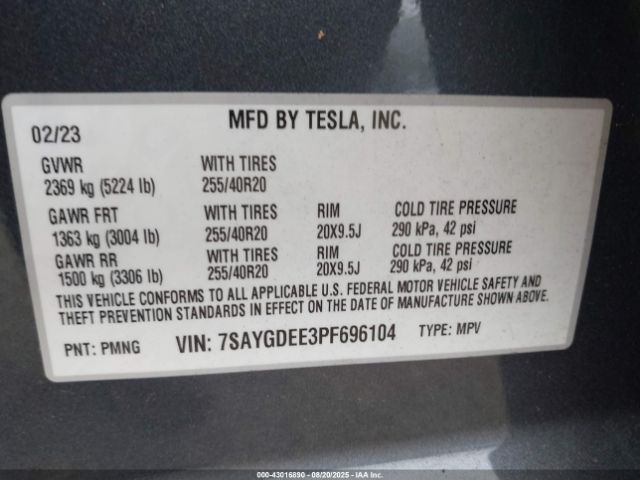 02/23 MFD BY TESLA, INC.
GVWR WITH TIRES
2369 kg (5224 lb) 255/40R20
GAWR FRT WITH TIRES RIM COLD TIRE PRESSURE
1363 kg (3004 lb) 255/40R20 20X9.5J 290 kPa, 42 psi
GAWR RR WITH TIRES RIM COLD TIRE PRESSURE
1500 kg (3306 lb) 255/40R20 20X9.5J 290 kPa, 42 psi
THIS VEHICLE CONFORMS TO ALL APPLICABLE U.S. FEDERAL MOTOR VEHICLE SAFETY AND
THEFT PREVENTION STANDARDS IN EFFECT ON THE DATE OF MANUFACTURE SHOWN ABOVE.
PNT: PMNG VIN: 7SAYGDEE3PF696104 TYPE: MPV
000-43016890 - 08/20/2025 - IAA Inc.